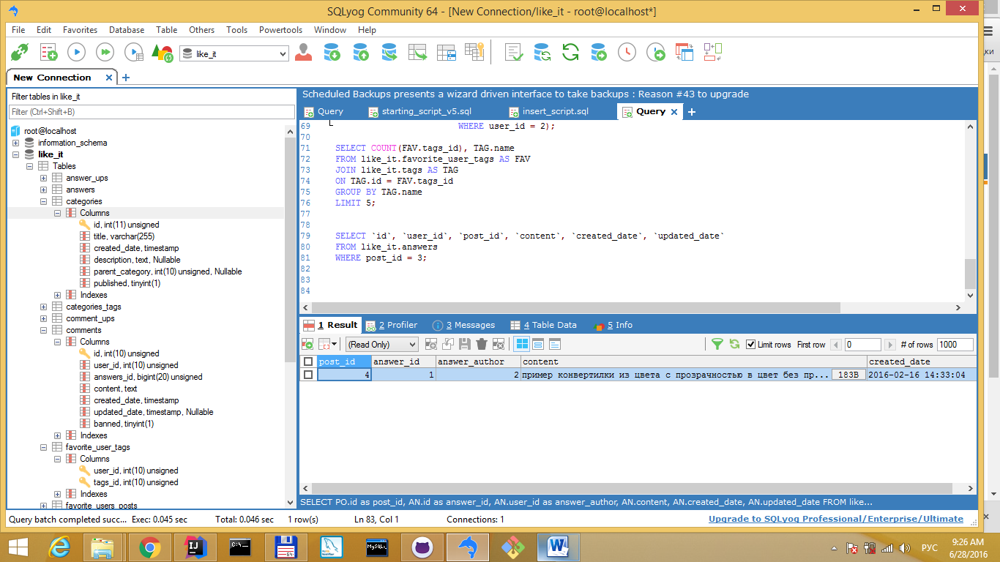 SQLyog Community 64 - [New Connection/like_it - root@localhost*]
File Edit Favorites Database Table Others Tools Powertools Window Help
like_it
New Connection
Filter tables in like_it
Filter (Ctrl+Shift+B)
root@localhost
information_schema
like_it
Tables
answer_ups
answers
categories
Columns
id, int(11) unsigned
title, varchar(255)
created_date, timestamp
description, text, Nullable
parent_category, int(10) unsigned, Nullable
published, tinyint(1)
Indexes
categories_tags
comment_ups
comments
Columns
id, int(10) unsigned
user_id, int(10) unsigned
answers_id, bigint(20) unsigned
content, text
created_date, timestamp
updated_date, timestamp, Nullable
banned, tinyint(1)
Indexes
favorite_user_tags
Columns
user_id, int(10) unsigned
tags_id, int(10) unsigned
Indexes
favorite_users_posts
Scheduled Backups presents a wizard driven interface to take backups : Reason #43 to upgrade
Query starting_script_v5.sql insert_script.sql Query
69 WHERE user_id = 2);
70
71 SELECT COUNT(FAV.tags_id), TAG.name
72 FROM like_it.favorite_user_tags AS FAV
73 JOIN like_it.tags AS TAG
74 ON TAG.id = FAV.tags_id
75 GROUP BY TAG.name
76 LIMIT 5;
77
78
79 SELECT `id`, `user_id`, `post_id`, `content`, `created_date`, `updated_date`
80 FROM like_it.answers
81 WHERE post_id = 3;
82
83
84
1 Result 2 Profiler 3 Messages 4 Table Data 5 Info
(Read Only) Limit rows First row 0 # of rows 1000
post_id answer_id answer_author content created_date
4 1 2 пример конвертилки из цвета с прозрачностью в цвет без пр... 183B 2016-02-16 14:33:04
SELECT PO.id as post_id, AN.id as answer_id, AN.user_id as answer_author, AN.content, AN.created_date, AN.updated_date FROM like...
Query batch completed succ... Exec: 0.045 sec Total: 0.046 sec 1 row(s) Ln 83, Col 1 Connections: 1 Upgrade to SQLyog Professional/Enterprise/Ultimate
РУС
9:26 AM
6/28/2016